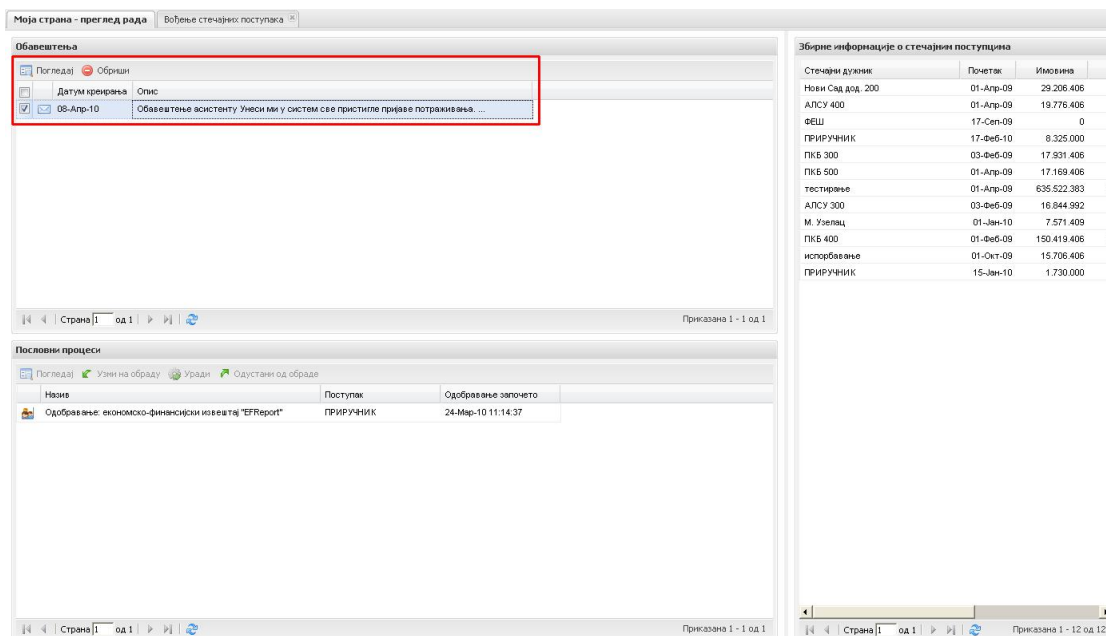 Моја страна - преглед рада
Вођење стечајних поступака
Обавештења
Погледај Обриши
Датум креирања Опис
08-Апр-10 Обавештење асистенту Унеси ми у систем све пристигле пријаве потраживања. ...
Страна 1 од 1 Приказана 1 - 1 од 1
Пословни процеси
Погледај Узми на обраду Уради Одустани од обраде
Назив Поступак Одобравање започето
Одобравање: економско-финансијски извештај "EFReport" ПРИРУЧНИК 24-Мар-10 11:14:37
Страна 1 од 1 Приказана 1 - 1 од 1
Збирне информације о стечајним поступцима
Стечајни дужник Почетак Имовина
Нови Сад дод. 200 01-Апр-09 29.206.406
АЛСУ 400 01-Апр-09 19.776.406
ФЕШ 17-Сеп-09 0
ПРИРУЧНИК 17-Феб-10 8.325.000
ПКБ 300 03-Феб-09 17.931.406
ПКБ 500 01-Апр-09 17.169.406
тестирање 01-Апр-09 635.522.383
АЛСУ 300 03-Феб-09 16.844.992
М. Узелац 01-Јан-10 7.571.409
ПКБ 400 01-Феб-09 150.419.406
испорбавање 01-Окт-09 15.706.406
ПРИРУЧНИК 15-Јан-10 1.730.000
Страна 1 од 1 Приказана 1 - 12 од 12